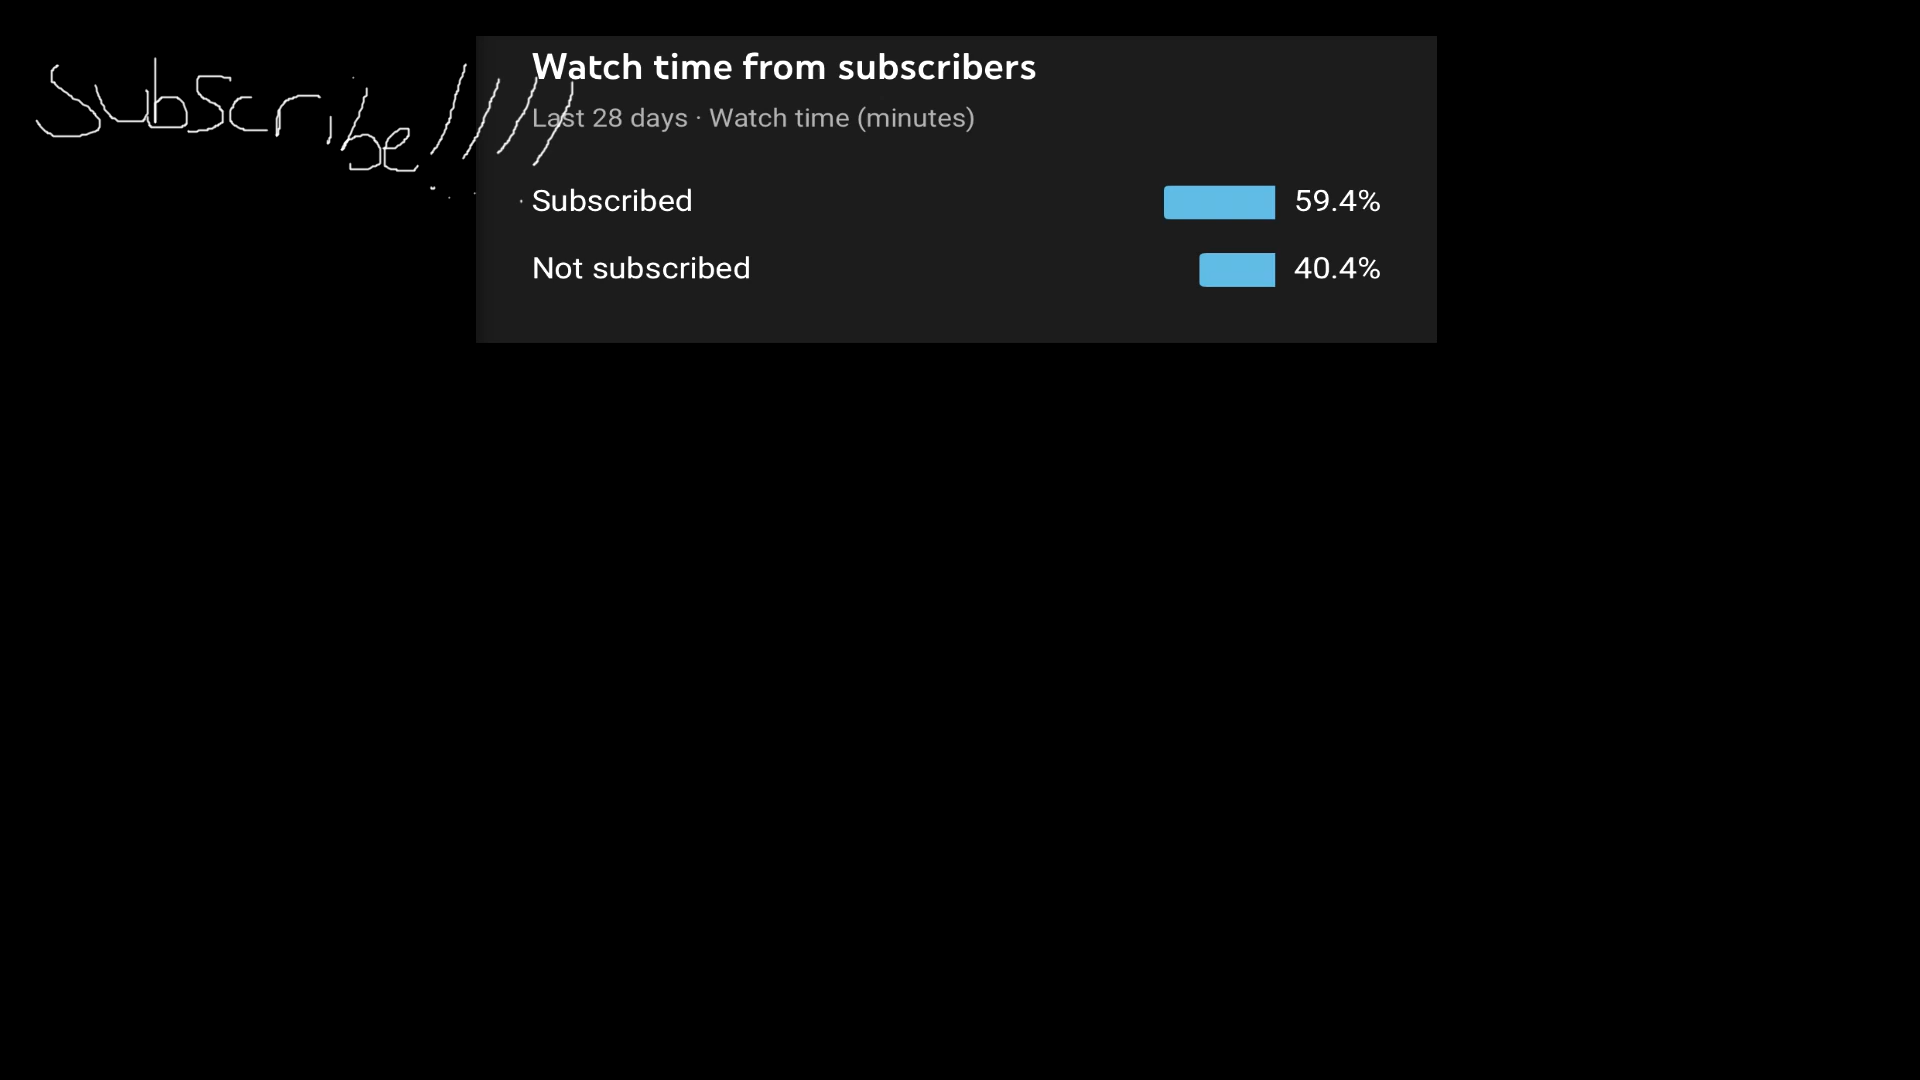 Subscribe!!!!
Watch time from subscribers
Last 28 days · Watch time (minutes)
Subscribed 59.4%
Not subscribed 40.4%